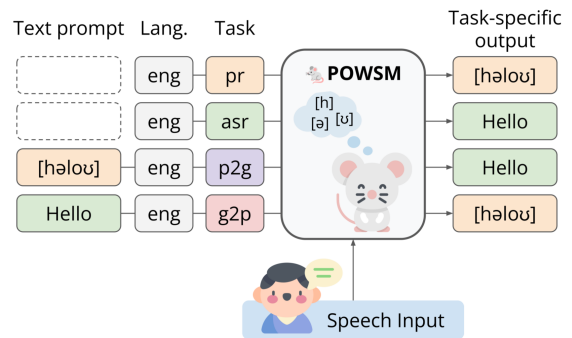 Text prompt Lang. Task Task-specific output
eng pr POWSM [həloʊ]
[h]
[ə] [ʊ]
eng asr Hello
[həloʊ] eng p2g Hello
Hello eng g2p [həloʊ]
Speech Input